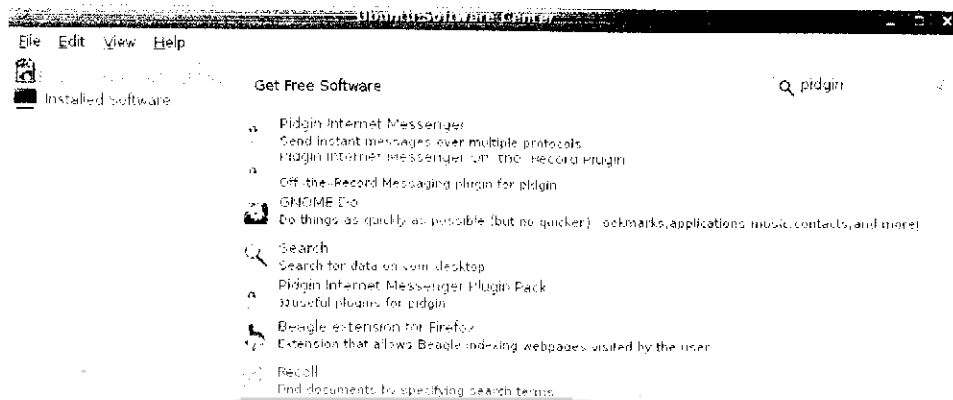 Ubuntu Software Center
File Edit View Help
Installed Software
Get Free Software
pidgin
Pidgin Internet Messenger
Send instant messages over multiple protocols
Pidgin Internet Messenger Off-the-Record Plugin
Off-the-Record Messaging plugin for pidgin
GNOME Do
Do things as quickly as possible (but no quicker) applications music,contacts,and more!
Search
Search for data on your desktop
Pidgin Internet Messenger Plugin Pack
useful plugins for pidgin
Beagle extension for Firefox
Extension that allows Beagle indexing webpages visited by the user
Recoll
Find documents by specifying search terms